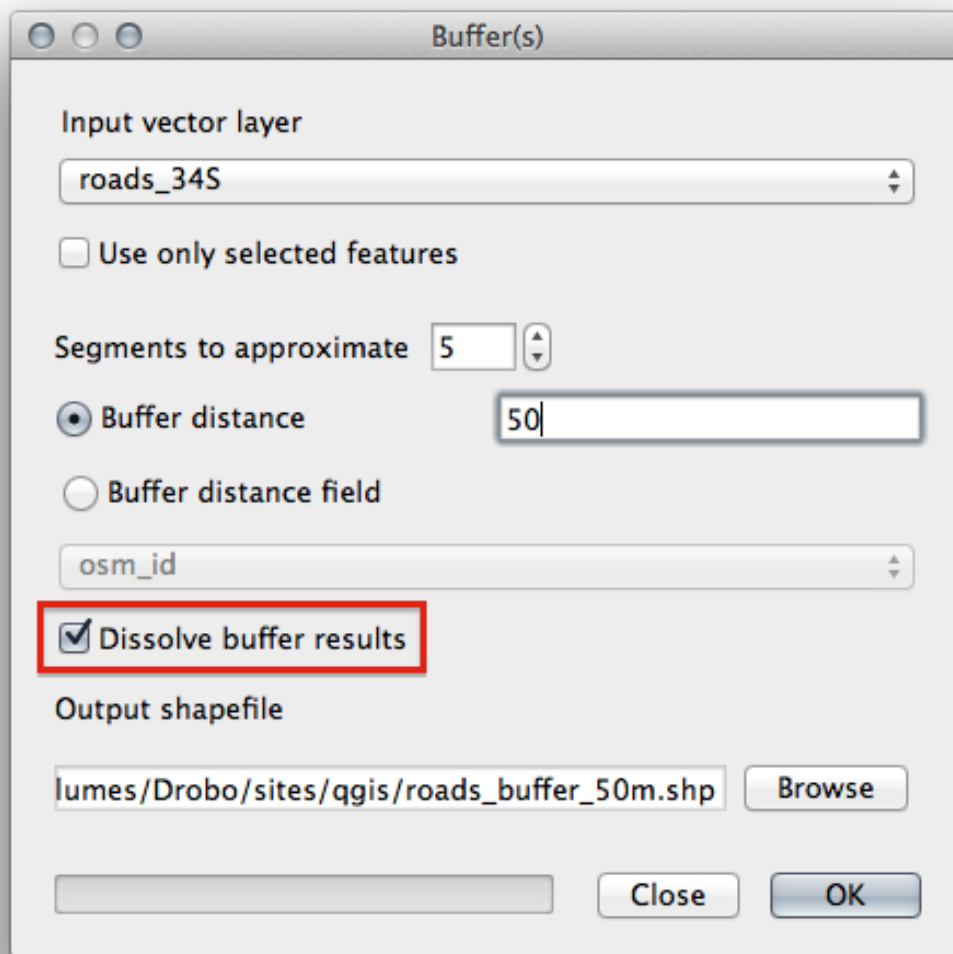 Buffer(s)
Input vector layer
roads_34S
Use only selected features
Segments to approximate 5
Buffer distance 50
Buffer distance field
osm_id
Dissolve buffer results
Output shapefile
lumes/Drobo/sites/qgis/roads_buffer_50m.shp Browse
Close OK